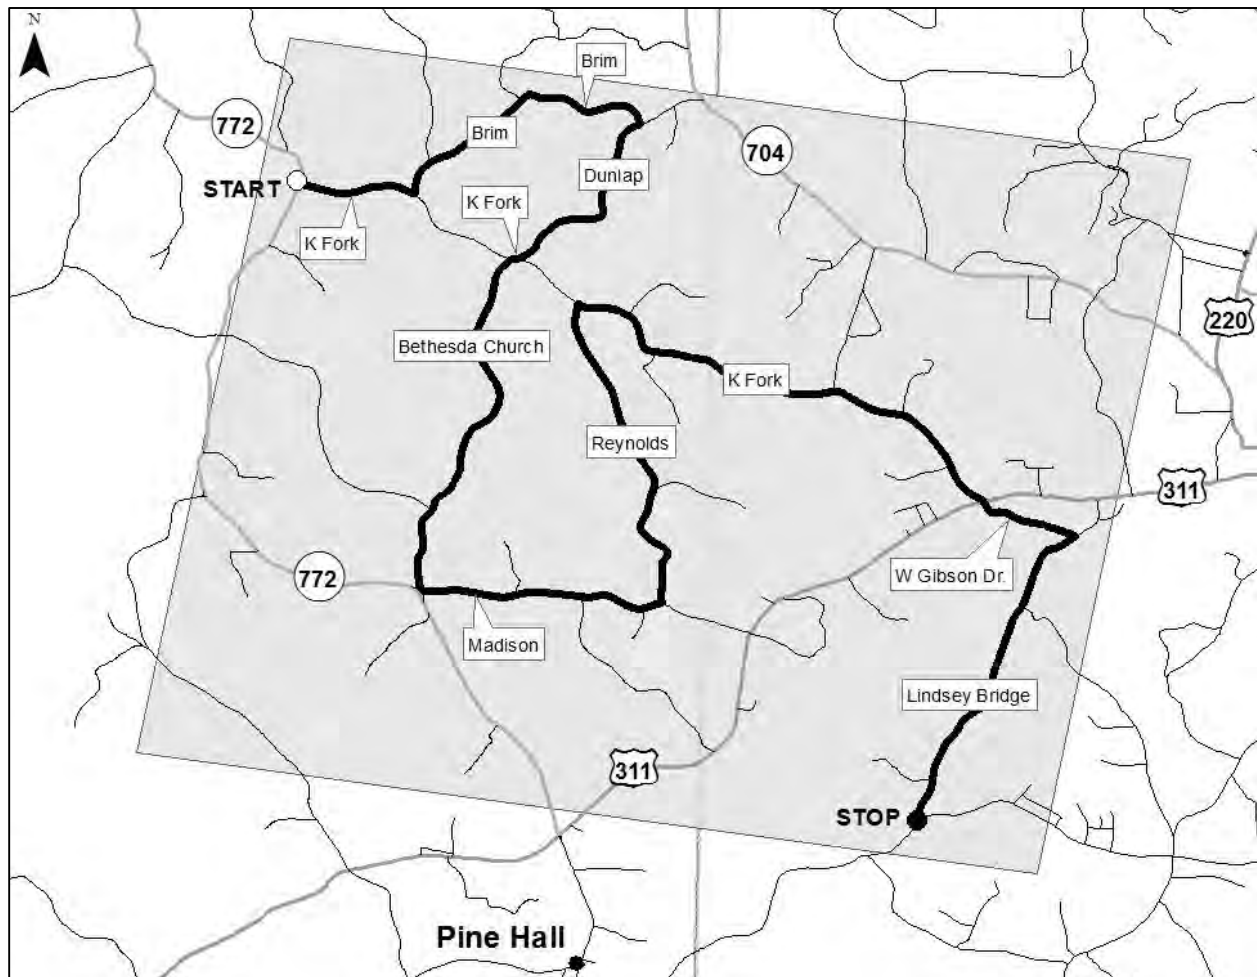 N
Brim
772
Brim
704
START
Dunlap
K Fork
K Fork
220
Bethesda Church
K Fork
Reynolds
311
772
W Gibson Dr.
Madison
Lindsey Bridge
311
STOP
Pine Hall